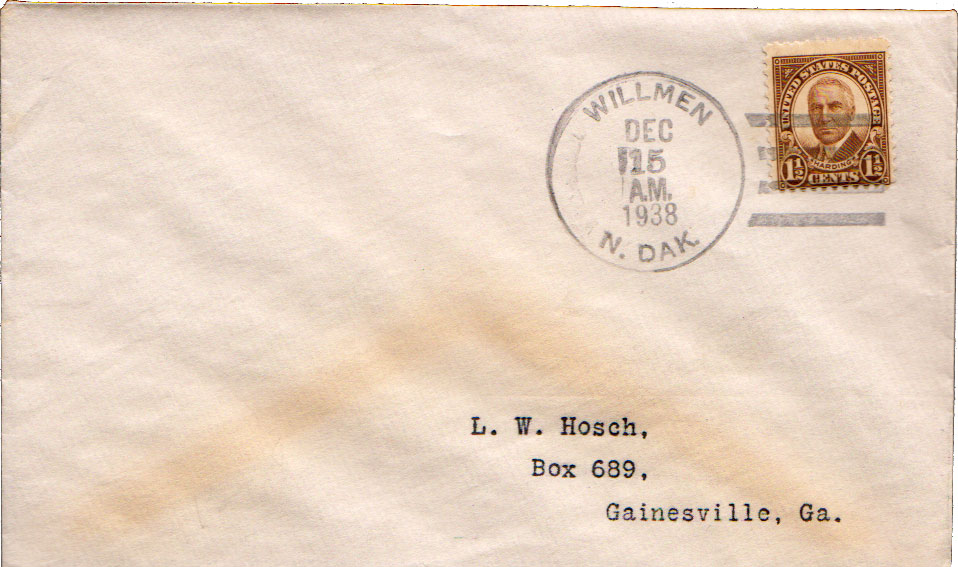 WILLMEN
DEC
15
A.M.
1938
N. DAK.
UNITED STATES POSTAGE
HARDING
1½ CENTS 1½
L. W. Hosch,
Box 689,
Gainesville, Ga.